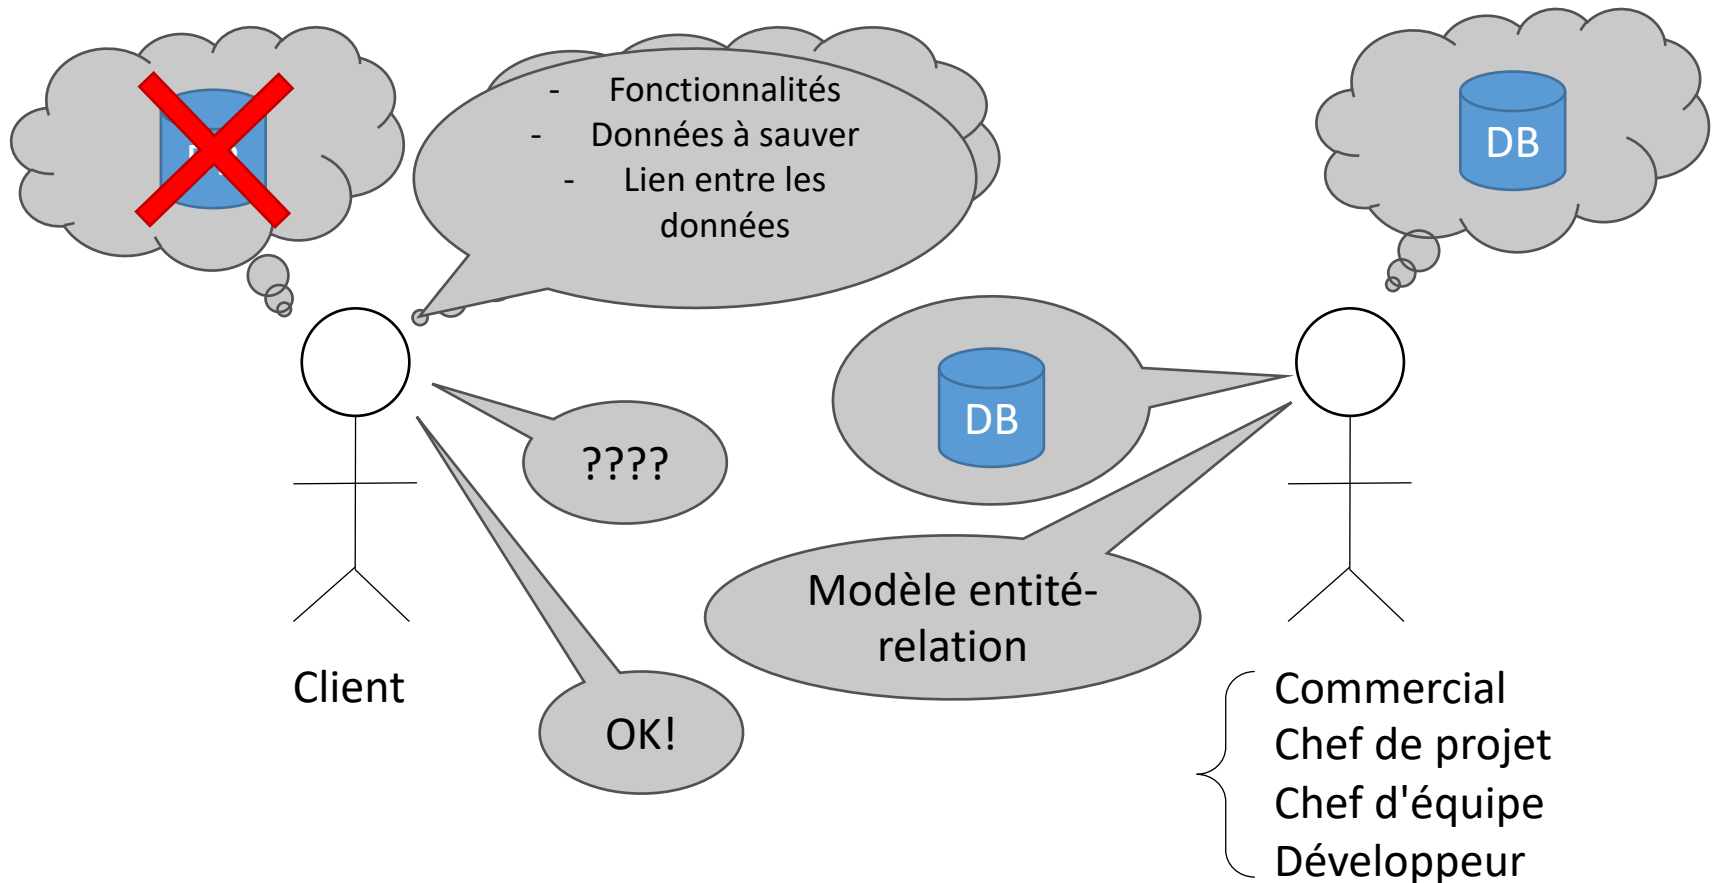 - Fonctionnalités
- Données à sauver
- Lien entre les
données
DB
DB
????
Modèle entité-
relation
OK!
Client
Commercial
Chef de projet
Chef d'équipe
Développeur